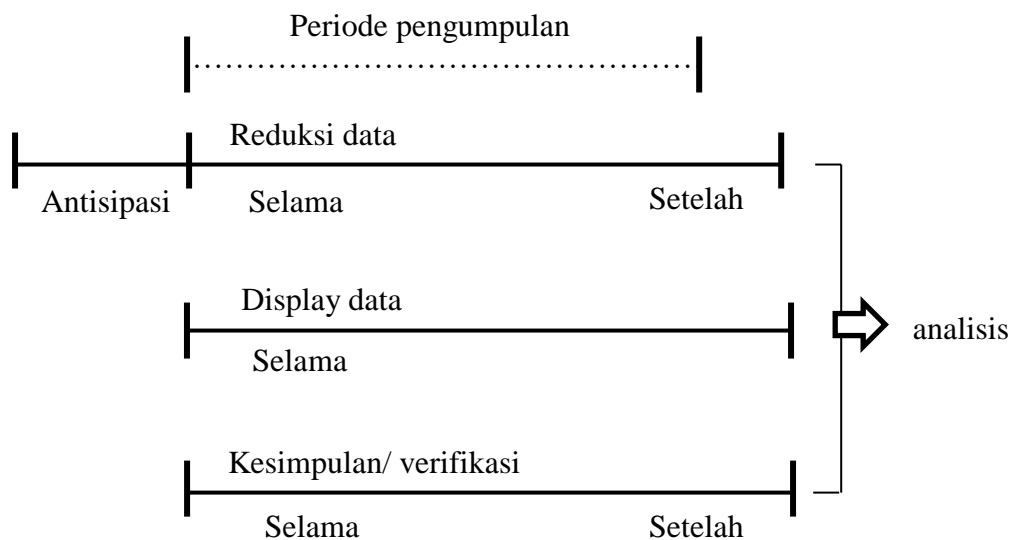 Periode pengumpulan
Reduksi data
Antisipasi Selama Setelah
Display data
Selama
analisis
Kesimpulan/ verifikasi
Selama Setelah